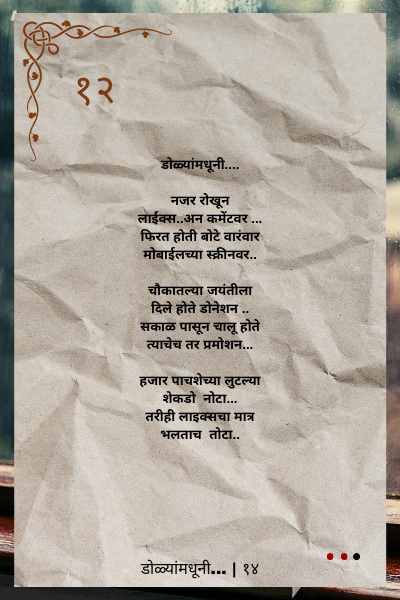 १२
डोळ्यांमधूनी....
नजर रोखून
लाईक्स..अन कमेंटवर ...
फिरत होती बोटे वारंवार
मोबाईलच्या स्क्रीनवर..
चौकातल्या जयंतीला
दिले होते डोनेशन ..
सकाळ पासून चालू होते
त्याचेच तर प्रमोशन...
हजार पाचशेच्या लुटल्या
शेकडो नोटा...
तरीही लाइक्सचा मात्र
भलताच तोटा..
डोळ्यांमधूनी... | १४